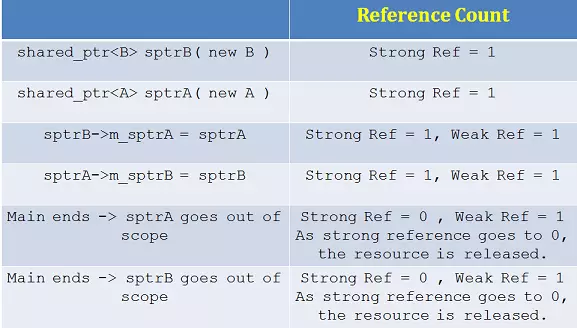 Reference Count
shared_ptr<B> sptrB( new B )
Strong Ref = 1
shared_ptr<A> sptrA( new A )
Strong Ref = 1
sptrB->m_sptrA = sptrA
Strong Ref = 1, Weak Ref = 1
sptrA->m_sptrB = sptrB
Strong Ref = 1, Weak Ref = 1
Main ends -> sptrA goes out of
scope
Strong Ref = 0 , Weak Ref = 1
As strong reference goes to 0,
the resource is released.
Main ends -> sptrB goes out of
scope
Strong Ref = 0 , Weak Ref = 1
As strong reference goes to 0,
the resource is released.